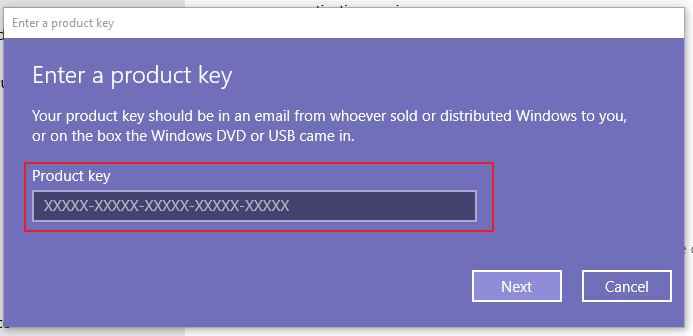 Enter a product key
Enter a product key
Your product key should be in an email from whoever sold or distributed Windows to you,
or on the box the Windows DVD or USB came in.
Product key
XXXXX-XXXXX-XXXXX-XXXXX-XXXXX
Next
Cancel